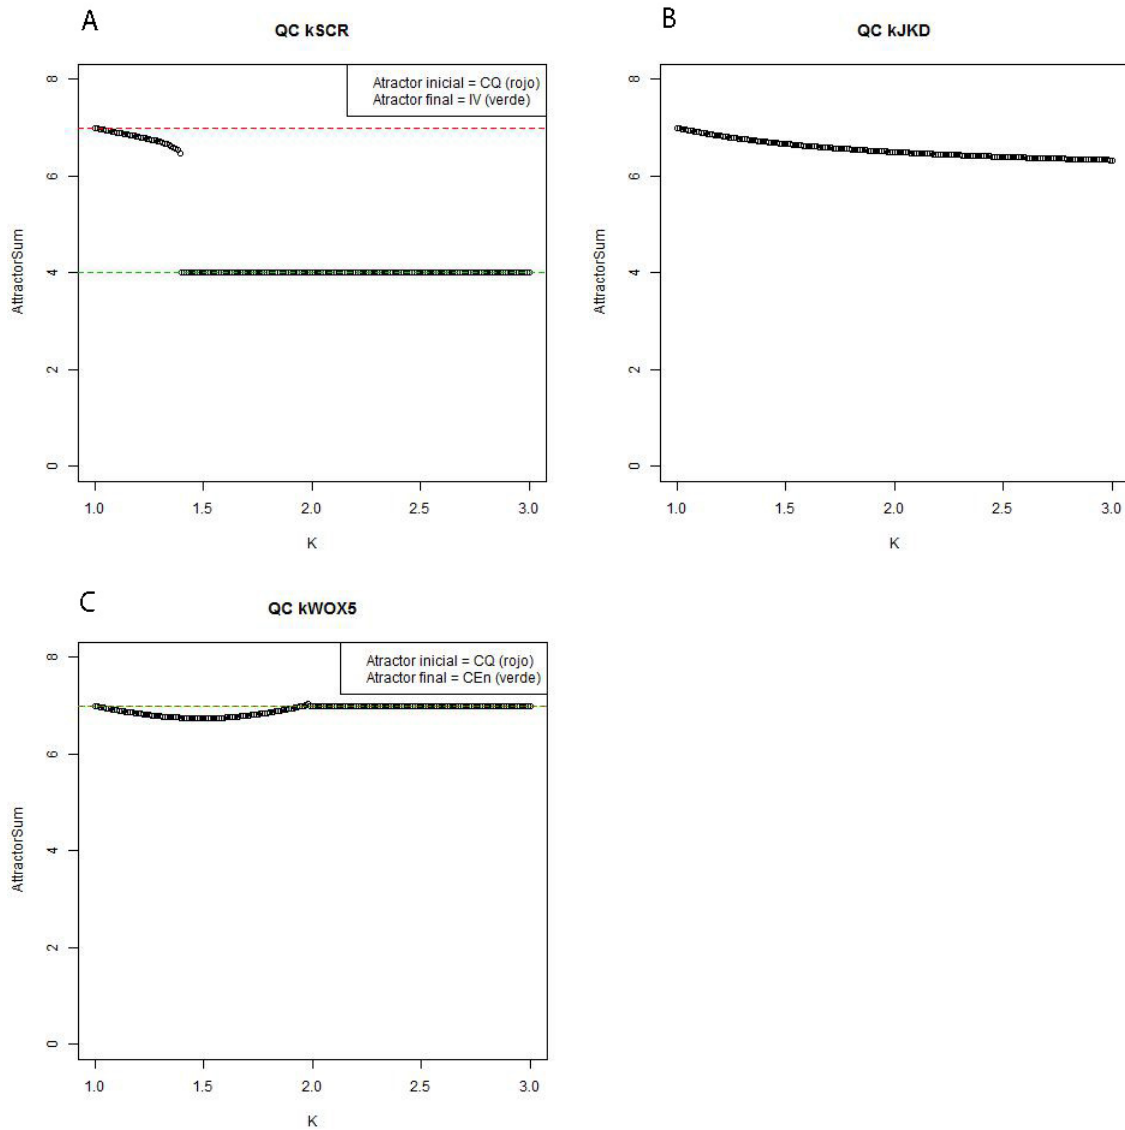 A
QC kSCR
Atractor inicial = CQ (rojo)
Atractor final = IV (verde)
AttractorSum
8
6
4
2
0
1.0 1.5 2.0 2.5 3.0
K
B
QC kJKD
AttractorSum
8
6
4
2
0
1.0 1.5 2.0 2.5 3.0
K
C
QC kWOX5
Atractor inicial = CQ (rojo)
Atractor final = CEn (verde)
AttractorSum
8
6
4
2
0
1.0 1.5 2.0 2.5 3.0
K